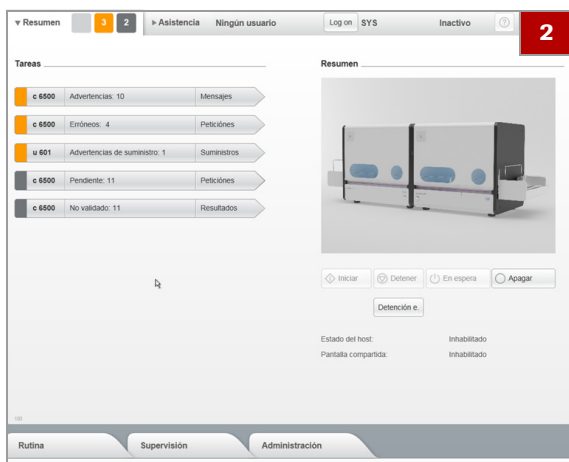 ▾ Resumen 3 2 ▸ Asistencia Ningún usuario Log on SYS Inactivo ? 2
Tareas
c 6500 Advertencias: 10 Mensajes
c 6500 Erróneos: 4 Peticiónes
u 601 Advertencias de suministro: 1 Suministros
c 6500 Pendiente: 11 Peticiónes
c 6500 No validado: 11 Resultados
Resumen
Iniciar Detener En espera Apagar
Detención e.
Estado del host: Inhabilitado
Pantalla compartida: Inhabilitado
Rutina Supervisión Administración